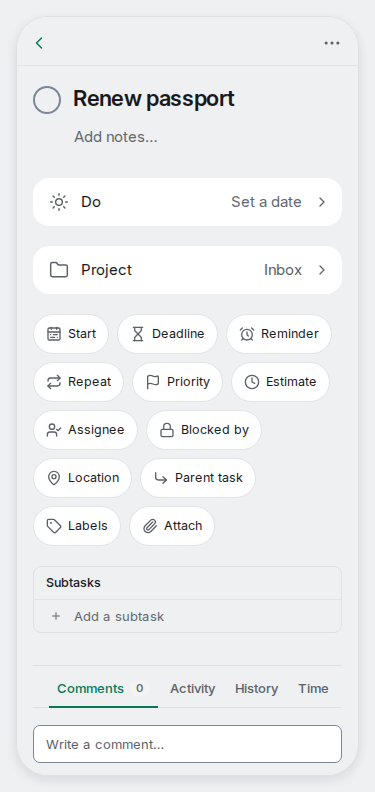 Renew passport
Add notes...
Do Set a date
Project Inbox
Start Deadline Reminder
Repeat Priority Estimate
Assignee Blocked by
Location Parent task
Labels Attach
Subtasks
+ Add a subtask
Comments 0 Activity History Time
Write a comment...